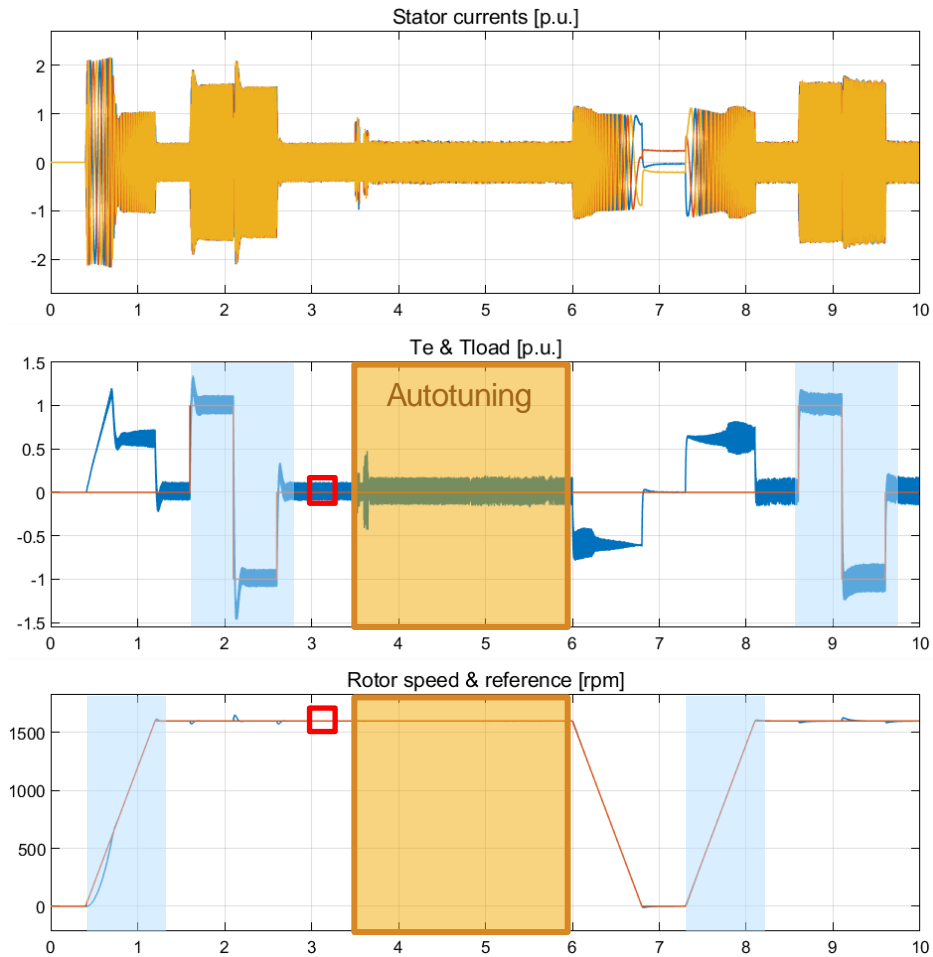 Stator currents [p.u.]
2
1
0
-1
-2
0 1 2 3 4 5 6 7 8 9 10
Te & Tload [p.u.]
1.5
Autotuning
1
0.5
0
-0.5
-1
-1.5
0 1 2 3 4 5 6 7 8 9 10
Rotor speed & reference [rpm]
1500
1000
500
0
0 1 2 3 4 5 6 7 8 9 10